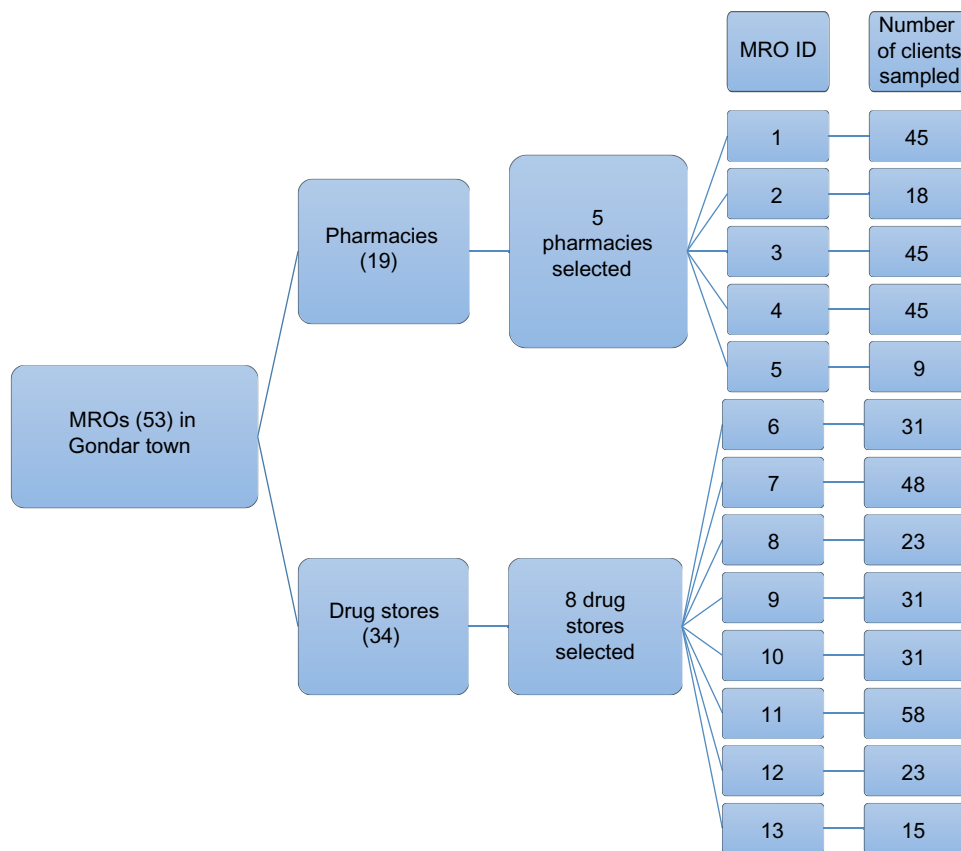 MRO ID
Number
of clients
sampled
MROs (53) in
Gondar town
Pharmacies
(19)
5
pharmacies
selected
1
45
2
18
3
45
4
45
5
9
Drug stores
(34)
8 drug
stores
selected
6
31
7
48
8
23
9
31
10
31
11
58
12
23
13
15